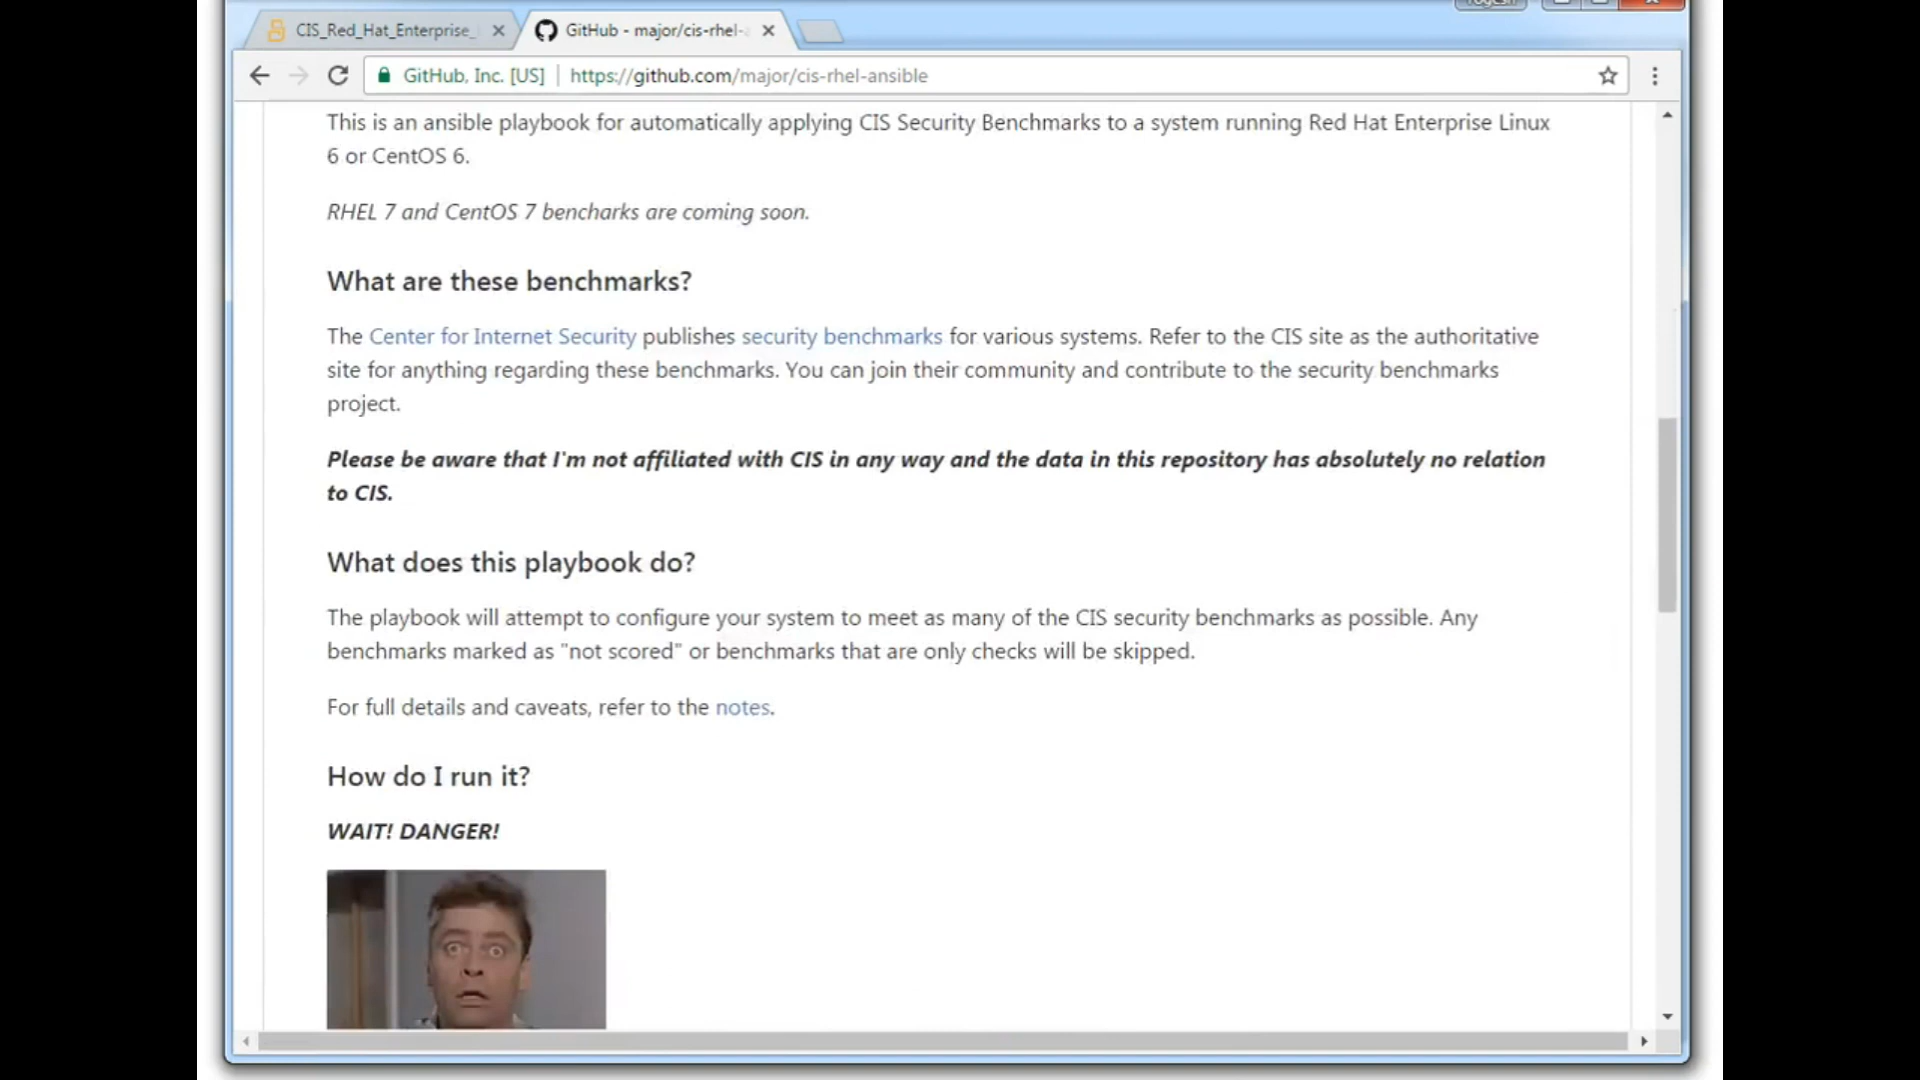 CIS_Red_Hat_Enterprise_
GitHub - major/cis-rhel-
GitHub, Inc. [US] https://github.com/major/cis-rhel-ansible
This is an ansible playbook for automatically applying CIS Security Benchmarks to a system running Red Hat Enterprise Linux
6 or CentOS 6.
RHEL 7 and CentOS 7 bencharks are coming soon.
What are these benchmarks?
The Center for Internet Security publishes security benchmarks for various systems. Refer to the CIS site as the authoritative
site for anything regarding these benchmarks. You can join their community and contribute to the security benchmarks
project.
Please be aware that I'm not affiliated with CIS in any way and the data in this repository has absolutely no relation
to CIS.
What does this playbook do?
The playbook will attempt to configure your system to meet as many of the CIS security benchmarks as possible. Any
benchmarks marked as "not scored" or benchmarks that are only checks will be skipped.
For full details and caveats, refer to the notes.
How do I run it?
WAIT! DANGER!